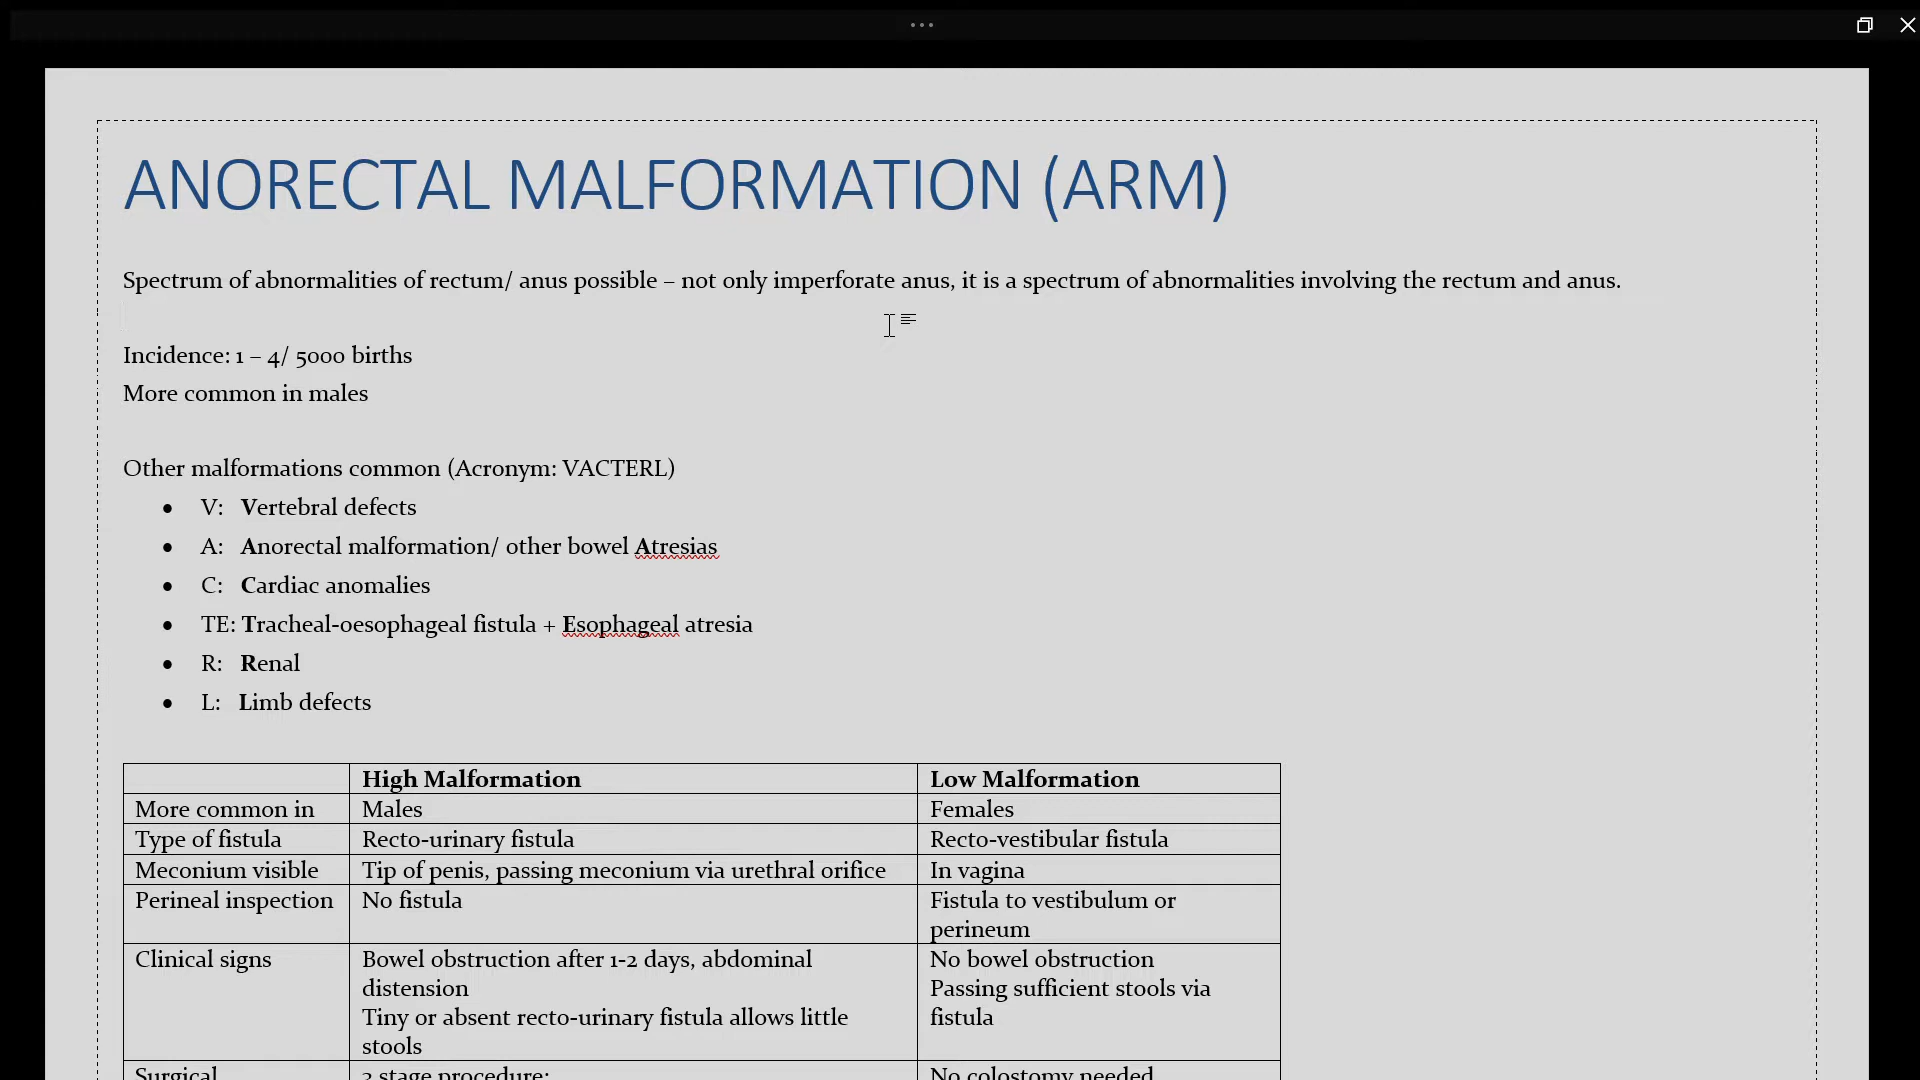 ANORECTAL MALFORMATION (ARM)
Spectrum of abnormalities of rectum/ anus possible – not only imperforate anus, it is a spectrum of abnormalities involving the rectum and anus.
Incidence: 1 – 4/ 5000 births
More common in males
Other malformations common (Acronym: VACTERL)
• V: Vertebral defects
• A: Anorectal malformation/ other bowel Atresias
• C: Cardiac anomalies
• TE: Tracheal-oesophageal fistula + Esophageal atresia
• R: Renal
• L: Limb defects
High Malformation Low Malformation
More common in Males Females
Type of fistula Recto-urinary fistula Recto-vestibular fistula
Meconium visible Tip of penis, passing meconium via urethral orifice In vagina
Perineal inspection No fistula Fistula to vestibulum or
perineum
Clinical signs Bowel obstruction after 1-2 days, abdominal No bowel obstruction
distension Passing sufficient stools via
Tiny or absent recto-urinary fistula allows little fistula
stools
Surgical stage procedure: No colostomy needed